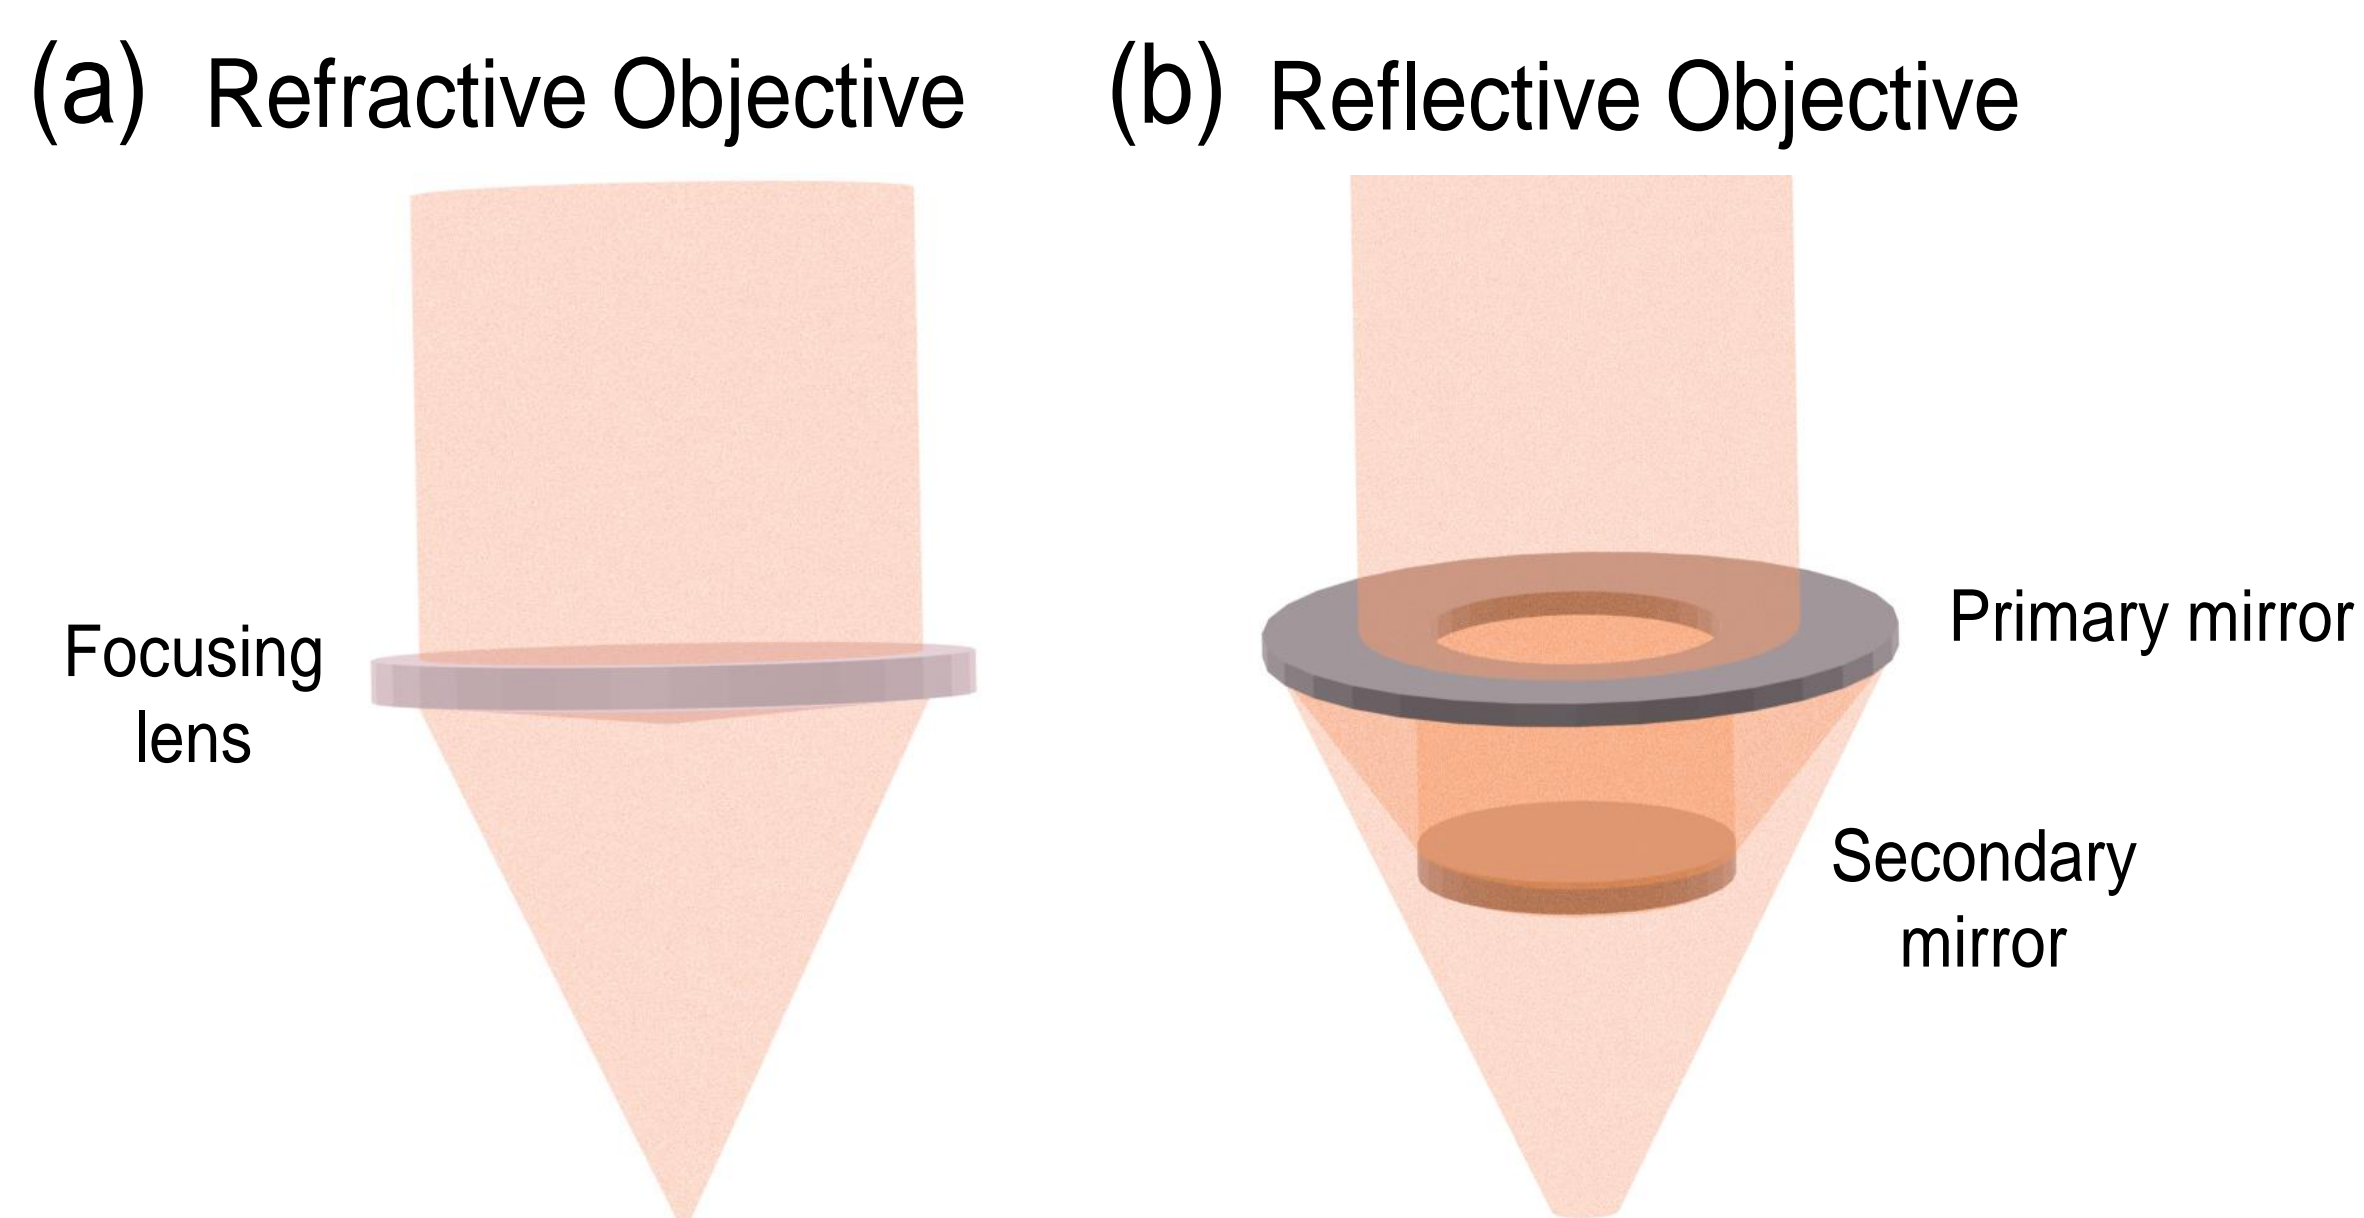 (a) Refractive Objective
(b) Reflective Objective
Focusing
lens
Primary mirror
Secondary
mirror